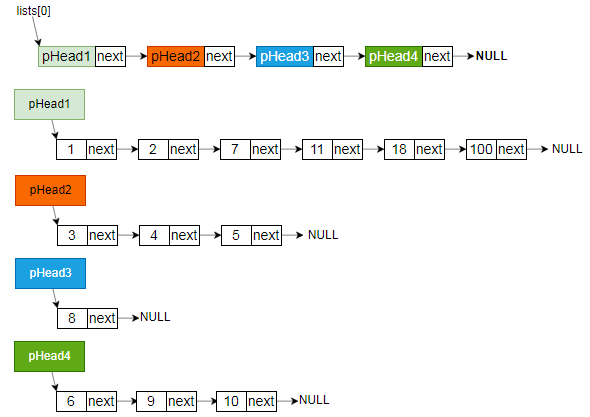 lists[0]
pHead1 next pHead2 next pHead3 next pHead4 next NULL
pHead1
1 next 2 next 7 next 11 next 18 next 100 next NULL
pHead2
3 next 4 next 5 next NULL
pHead3
8 next NULL
pHead4
6 next 9 next 10 next NULL